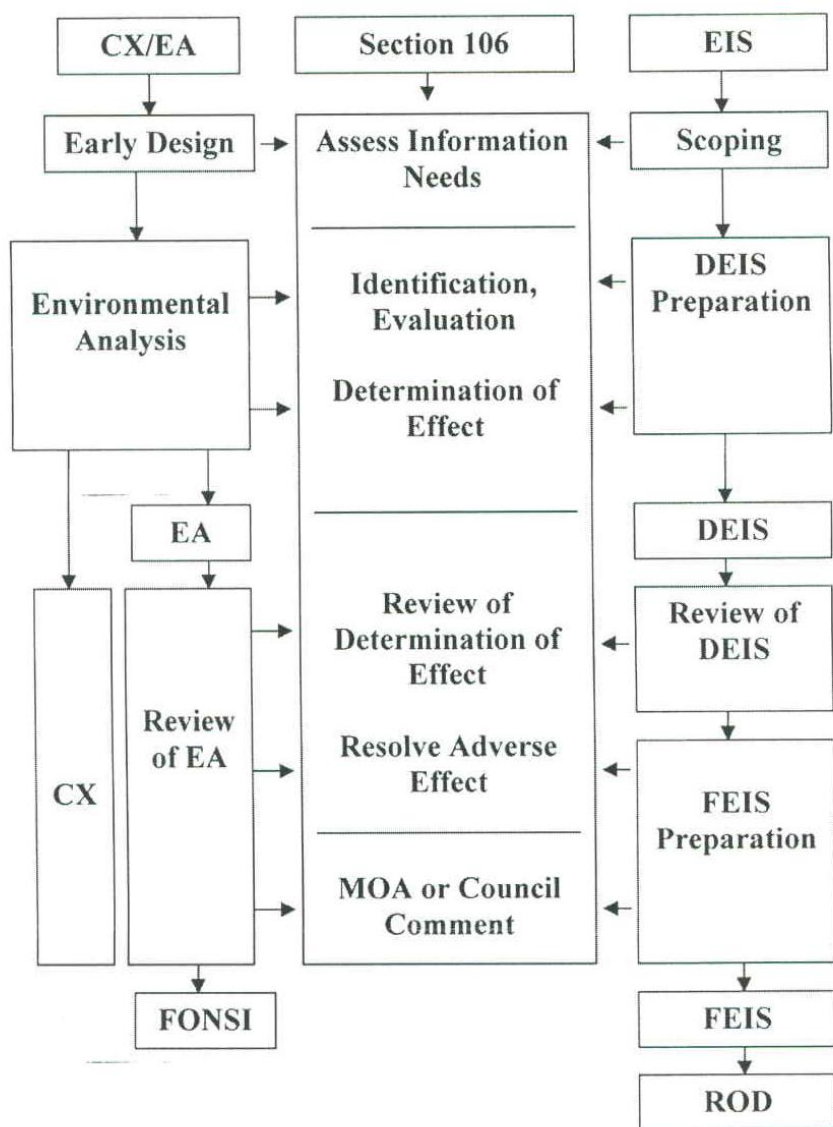 CX/EA
Section 106
EIS
Early Design
Assess Information
Needs
Scoping
Environmental
Analysis
Identification,
Evaluation
DEIS
Preparation
Determination of
Effect
EA
DEIS
CX
Review
of EA
Review of
Determination of
Effect
Review of
DEIS
Resolve Adverse
Effect
FEIS
Preparation
MOA or Council
Comment
FONSI
FEIS
ROD